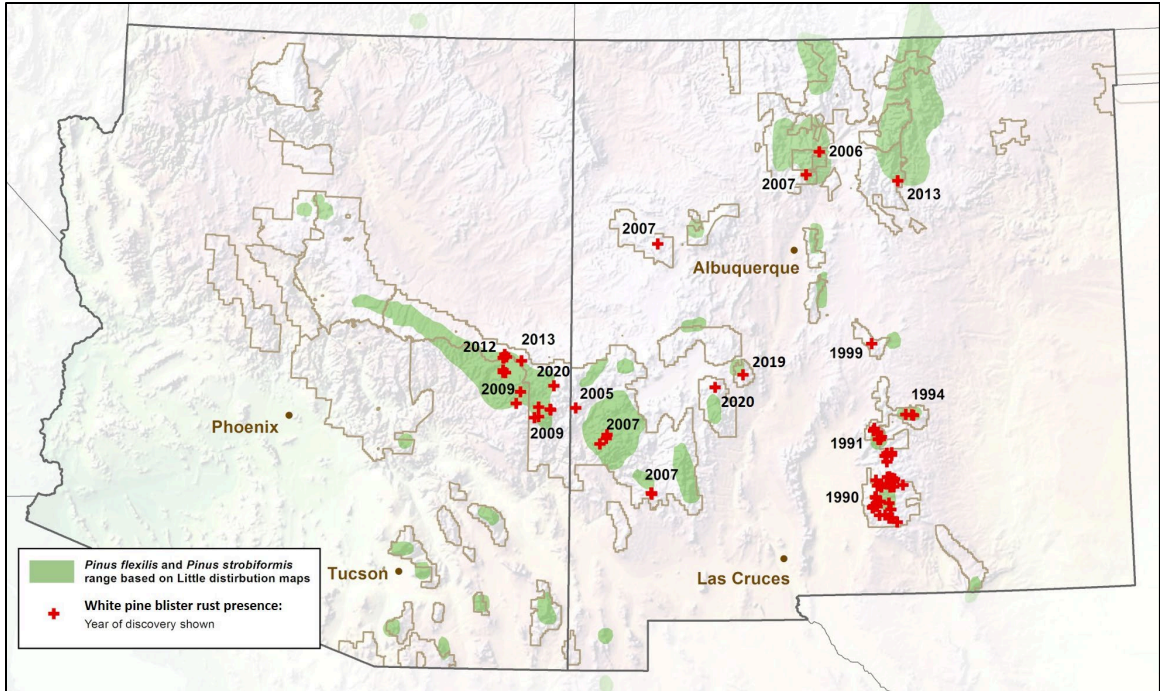 2006
2007
2013
2007
Albuquerque
2012
2013
2019
1999
2020
2009
2005
2020
1994
Phoenix
2009
2007
1991
2007
1990
Tucson
Las Cruces
Pinus flexilis and Pinus strobiformis
range based on Little distirbution maps
White pine blister rust presence:
Year of discovery shown